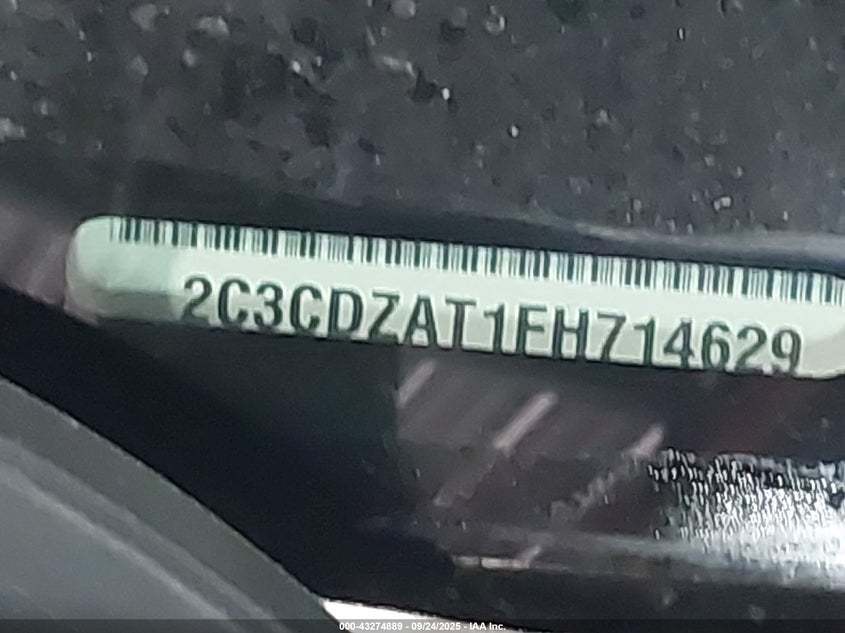 2C3CDZAT1FH714629
000-43274889 - 09/24/2025 - IAA Inc.